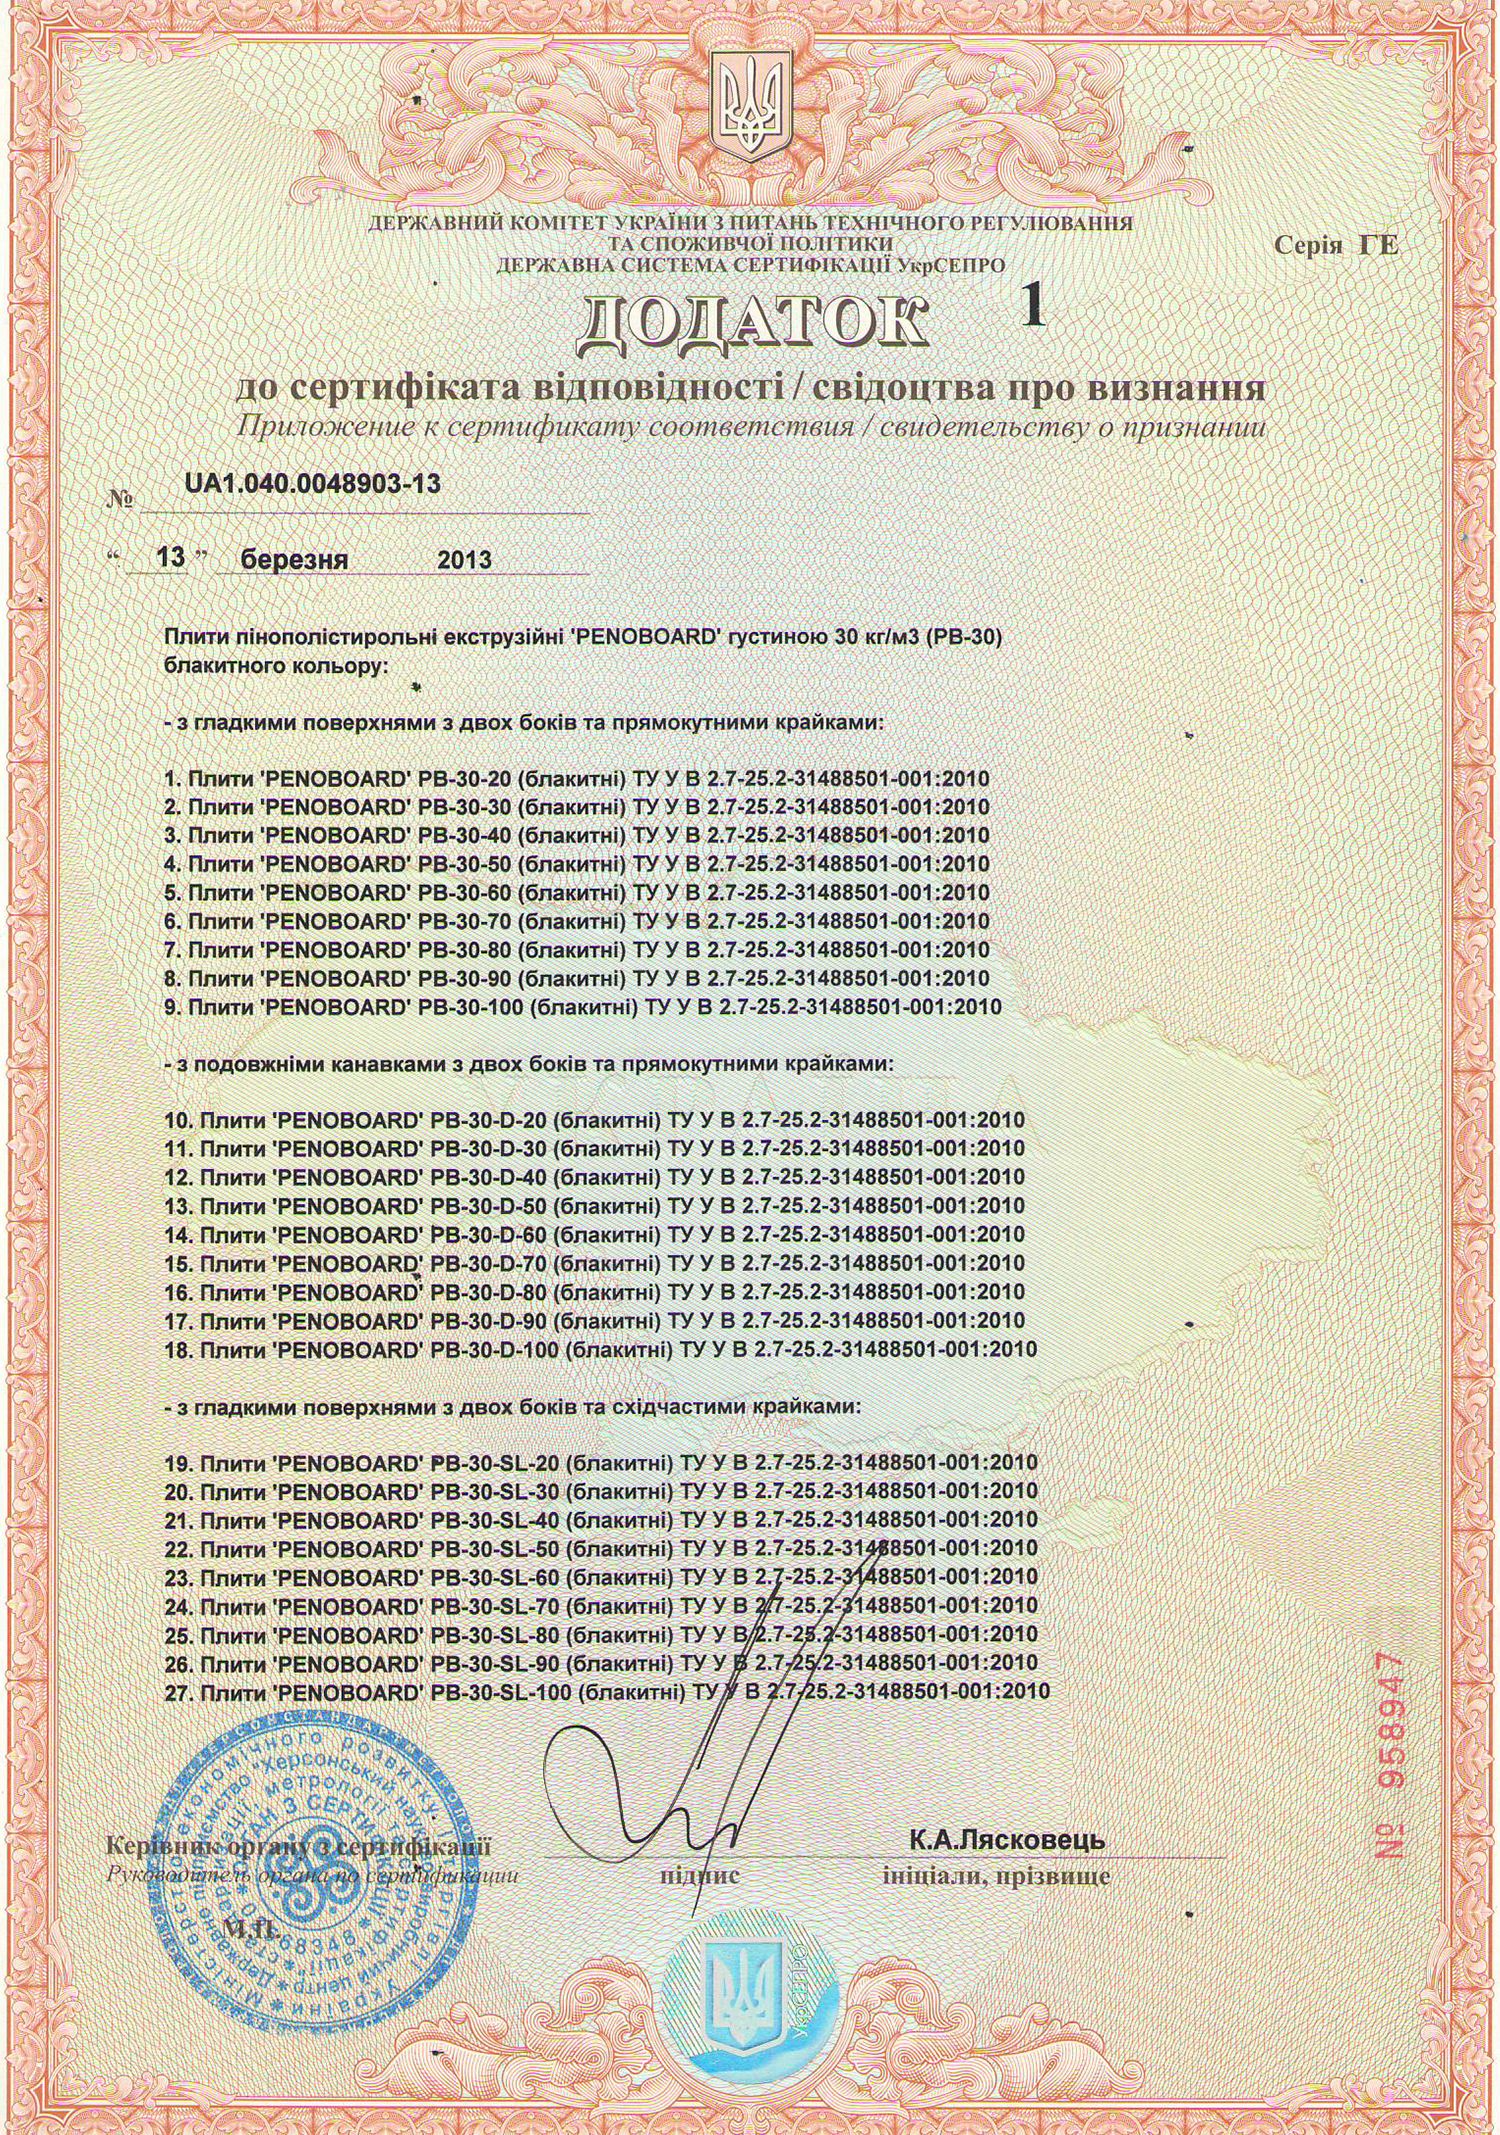 ДЕРЖАВНИЙ КОМІТЕТ УКРАЇНИ З ПИТАНЬ ТЕХНІЧНОГО РЕГУЛЮВАННЯ
ТА СПОЖИВЧОЇ ПОЛІТИКИ
ДЕРЖАВНА СИСТЕМА СЕРТИФІКАЦІЇ УкрСЕПРО
Серія ГЕ
ДОДАТОК 1
до сертифіката відповідності / свідоцтва про визнання
Приложение к сертификату соответствия / свидетельству о признании
№ UA1.040.0048903-13
“ 13 ” березня 2013
Плити пінополістирольні екструзійні 'PENOBOARD' густиною 30 кг/м3 (PB-30)
блакитного кольору:
- з гладкими поверхнями з двох боків та прямокутними крайками:
1. Плити 'PENOBOARD' PB-30-20 (блакитні) ТУ У В 2.7-25.2-31488501-001:2010
2. Плити 'PENOBOARD' PB-30-30 (блакитні) ТУ У В 2.7-25.2-31488501-001:2010
3. Плити 'PENOBOARD' PB-30-40 (блакитні) ТУ У В 2.7-25.2-31488501-001:2010
4. Плити 'PENOBOARD' PB-30-50 (блакитні) ТУ У В 2.7-25.2-31488501-001:2010
5. Плити 'PENOBOARD' PB-30-60 (блакитні) ТУ У В 2.7-25.2-31488501-001:2010
6. Плити 'PENOBOARD' PB-30-70 (блакитні) ТУ У В 2.7-25.2-31488501-001:2010
7. Плити 'PENOBOARD' PB-30-80 (блакитні) ТУ У В 2.7-25.2-31488501-001:2010
8. Плити 'PENOBOARD' PB-30-90 (блакитні) ТУ У В 2.7-25.2-31488501-001:2010
9. Плити 'PENOBOARD' PB-30-100 (блакитні) ТУ У В 2.7-25.2-31488501-001:2010
- з подовжніми канавками з двох боків та прямокутними крайками:
10. Плити 'PENOBOARD' PB-30-D-20 (блакитні) ТУ У В 2.7-25.2-31488501-001:2010
11. Плити 'PENOBOARD' PB-30-D-30 (блакитні) ТУ У В 2.7-25.2-31488501-001:2010
12. Плити 'PENOBOARD' PB-30-D-40 (блакитні) ТУ У В 2.7-25.2-31488501-001:2010
13. Плити 'PENOBOARD' PB-30-D-50 (блакитні) ТУ У В 2.7-25.2-31488501-001:2010
14. Плити 'PENOBOARD' PB-30-D-60 (блакитні) ТУ У В 2.7-25.2-31488501-001:2010
15. Плити 'PENOBOARD' PB-30-D-70 (блакитні) ТУ У В 2.7-25.2-31488501-001:2010
16. Плити 'PENOBOARD' PB-30-D-80 (блакитні) ТУ У В 2.7-25.2-31488501-001:2010
17. Плити 'PENOBOARD' PB-30-D-90 (блакитні) ТУ У В 2.7-25.2-31488501-001:2010
18. Плити 'PENOBOARD' PB-30-D-100 (блакитні) ТУ У В 2.7-25.2-31488501-001:2010
- з гладкими поверхнями з двох боків та східчастими крайками:
19. Плити 'PENOBOARD' PB-30-SL-20 (блакитні) ТУ У В 2.7-25.2-31488501-001:2010
20. Плити 'PENOBOARD' PB-30-SL-30 (блакитні) ТУ У В 2.7-25.2-31488501-001:2010
21. Плити 'PENOBOARD' PB-30-SL-40 (блакитні) ТУ У В 2.7-25.2-31488501-001:2010
22. Плити 'PENOBOARD' PB-30-SL-50 (блакитні) ТУ У В 2.7-25.2-31488501-001:2010
23. Плити 'PENOBOARD' PB-30-SL-60 (блакитні) ТУ У В 2.7-25.2-31488501-001:2010
24. Плити 'PENOBOARD' PB-30-SL-70 (блакитні) ТУ У В 2.7-25.2-31488501-001:2010
25. Плити 'PENOBOARD' PB-30-SL-80 (блакитні) ТУ У В 2.7-25.2-31488501-001:2010
26. Плити 'PENOBOARD' PB-30-SL-90 (блакитні) ТУ У В 2.7-25.2-31488501-001:2010
27. Плити 'PENOBOARD' PB-30-SL-100 (блакитні) ТУ У В 2.7-25.2-31488501-001:2010
№ 958947
Керівник органу з сертифікації
Руководитель органа по сертификации
К.А.Лясковець
підпис
ініціали, прізвище
М.П.
УкрСЕПРО